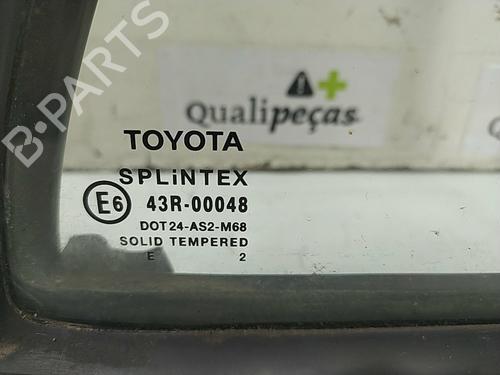 B-PARTS
Qualipeças
TOYOTA
SPLiNTEX
E6 43R-00048
DOT24-AS2-M68
SOLID TEMPERED
E 2